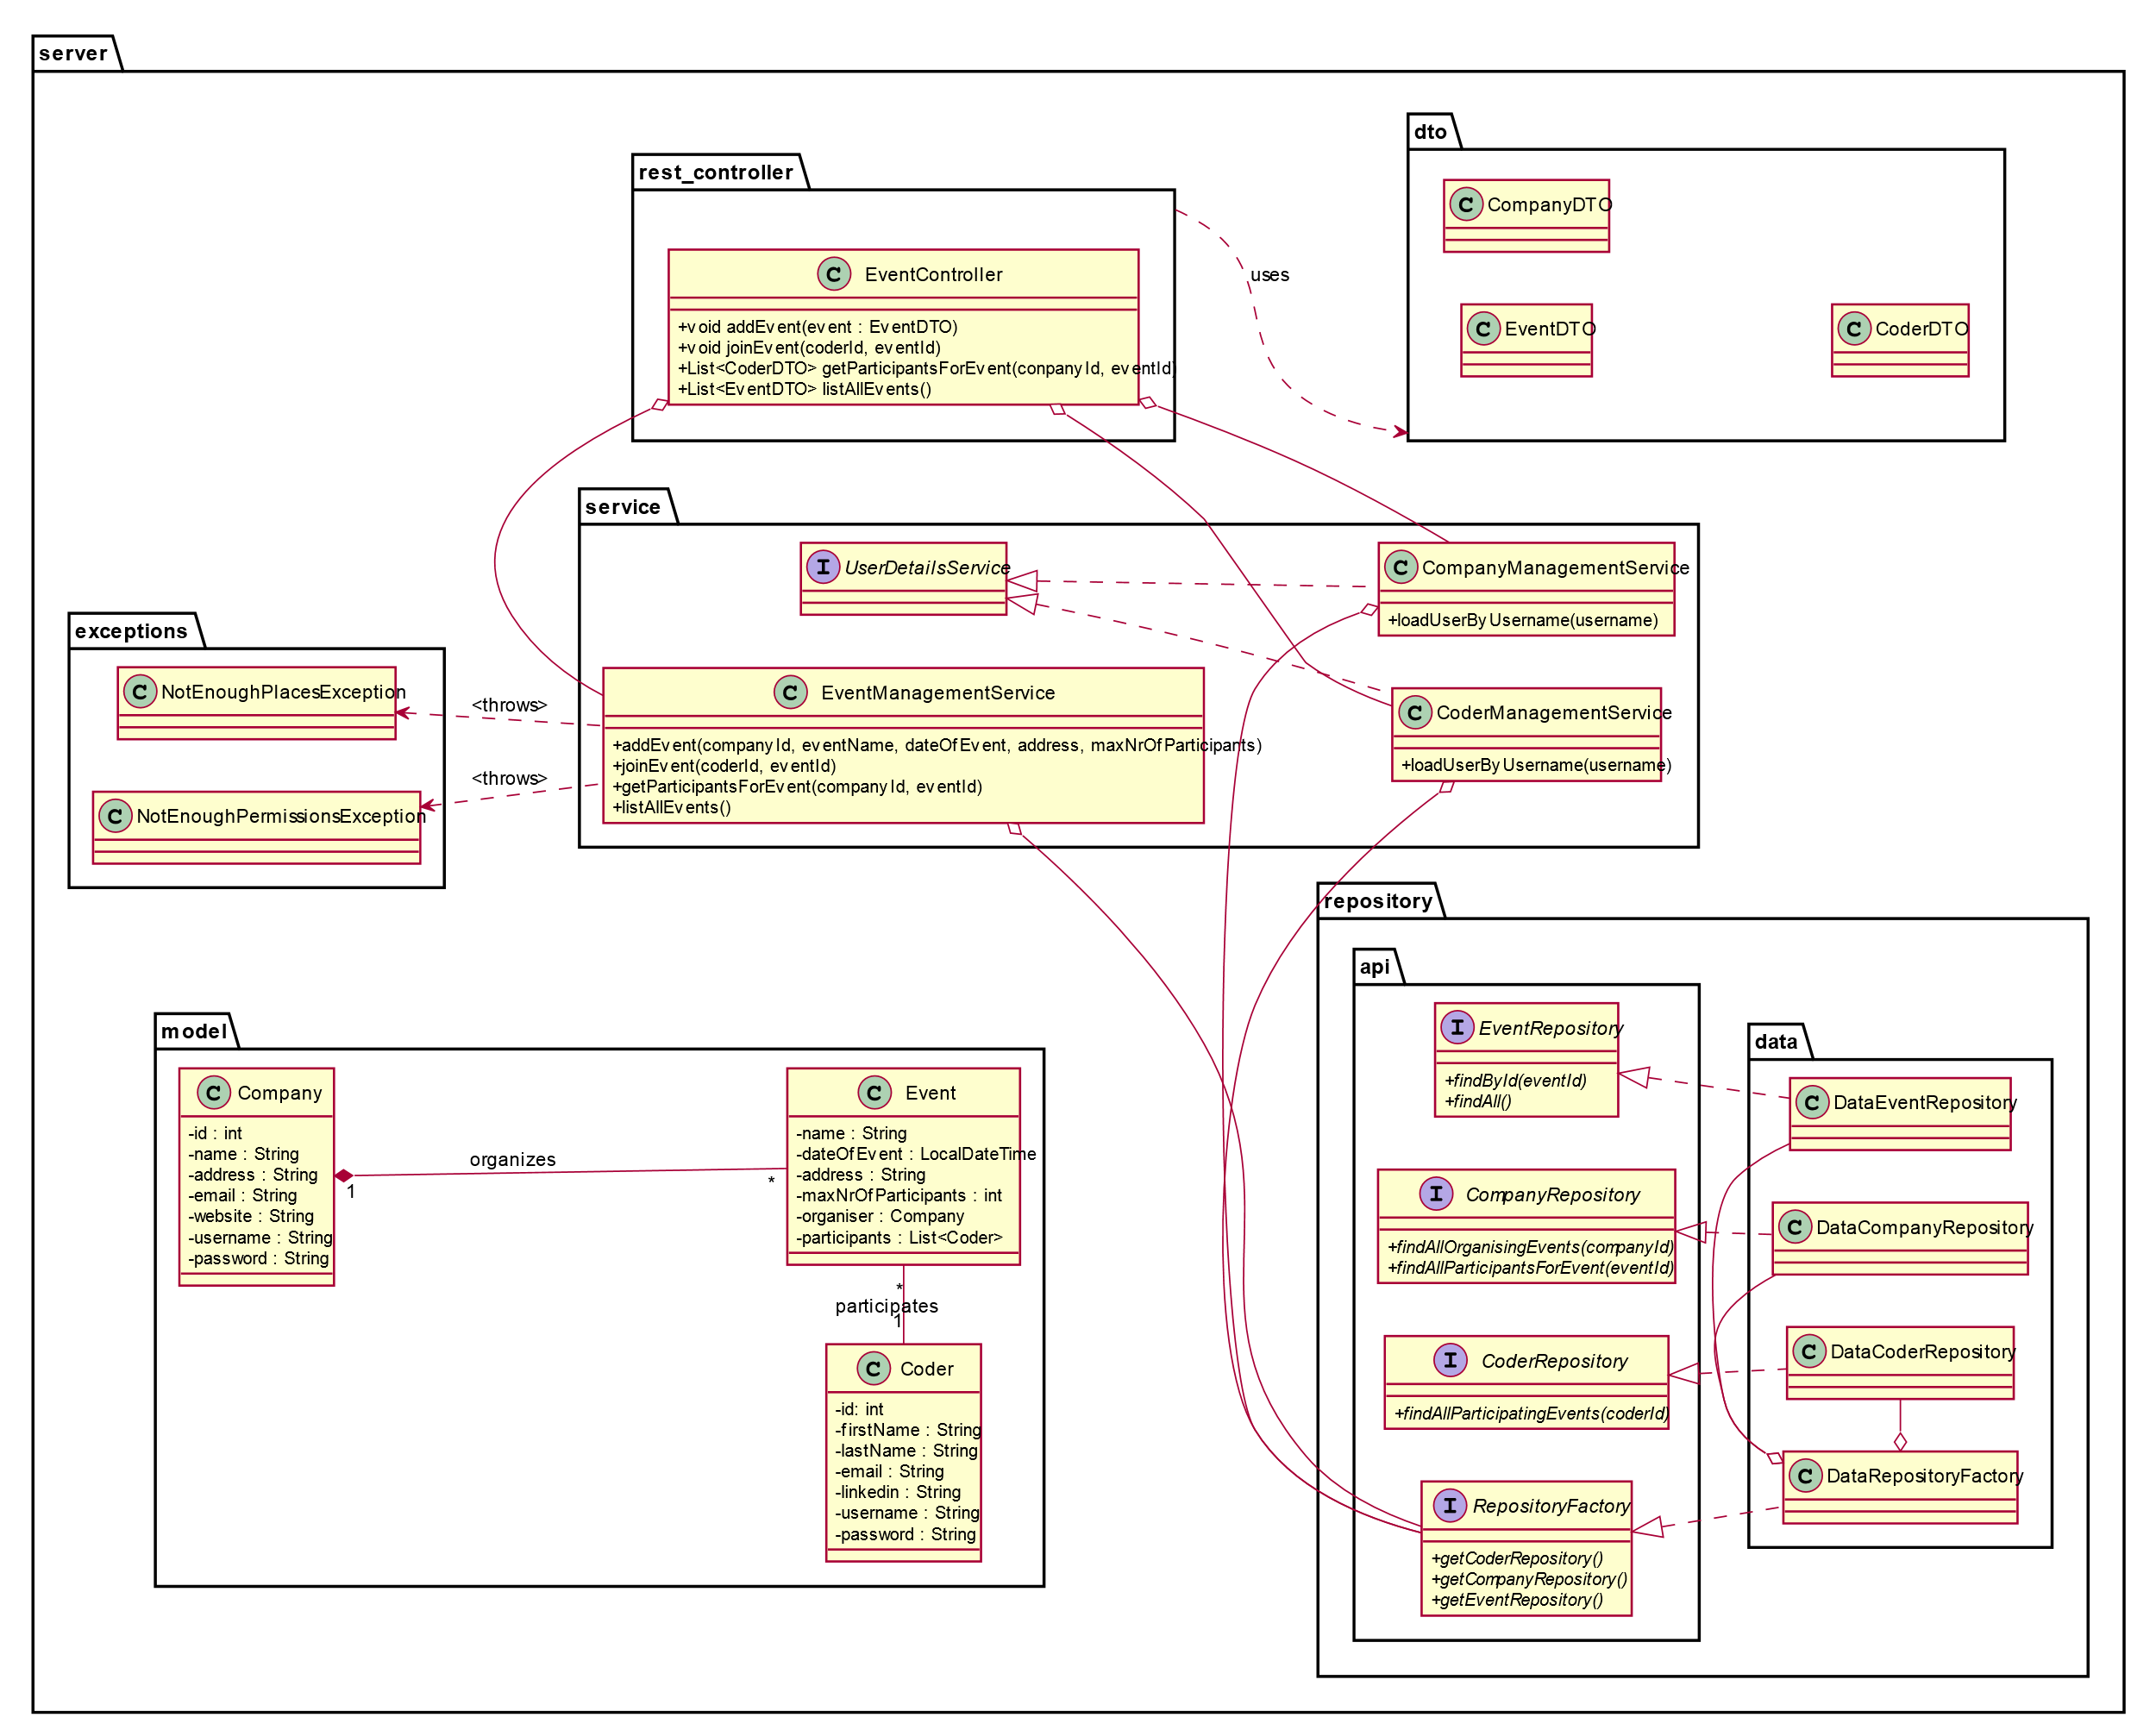 server
dto
C CompanyDTO
C EventDTO
C CoderDTO
rest_controller
C EventController
+void addEvent(event : EventDTO)
+void joinEvent(coderId, eventId)
+List<CoderDTO> getParticipantsForEvent(conpanyId, eventId)
+List<EventDTO> listAllEvents()
uses
service
I UserDetailsService
C CompanyManagementService
+loadUserByUsername(username)
C EventManagementService
+addEvent(companyId, eventName, dateOfEvent, address, maxNrOfParticipants)
+joinEvent(coderId, eventId)
+getParticipantsForEvent(companyId, eventId)
+listAllEvents()
C CoderManagementService
+loadUserByUsername(username)
exceptions
C NotEnoughPlacesException
C NotEnoughPermissionsException
<throws>
<throws>
repository
api
I EventRepository
+findById(eventId)
+findAll()
I CompanyRepository
+findAllOrganisingEvents(companyId)
+findAllParticipantsForEvent(eventId)
I CoderRepository
+findAllParticipatingEvents(coderId)
I RepositoryFactory
+getCoderRepository()
+getCompanyRepository()
+getEventRepository()
data
C DataEventRepository
C DataCompanyRepository
C DataCoderRepository
C DataRepositoryFactory
model
C Company
-id : int
-name : String
-address : String
-email : String
-website : String
-username : String
-password : String
organizes
1
*
C Event
-name : String
-dateOfEvent : LocalDateTime
-address : String
-maxNrOfParticipants : int
-organiser : Company
-participants : List<Coder>
*
participates
1
C Coder
-id: int
-firstName : String
-lastName : String
-email : String
-linkedin : String
-username : String
-password : String